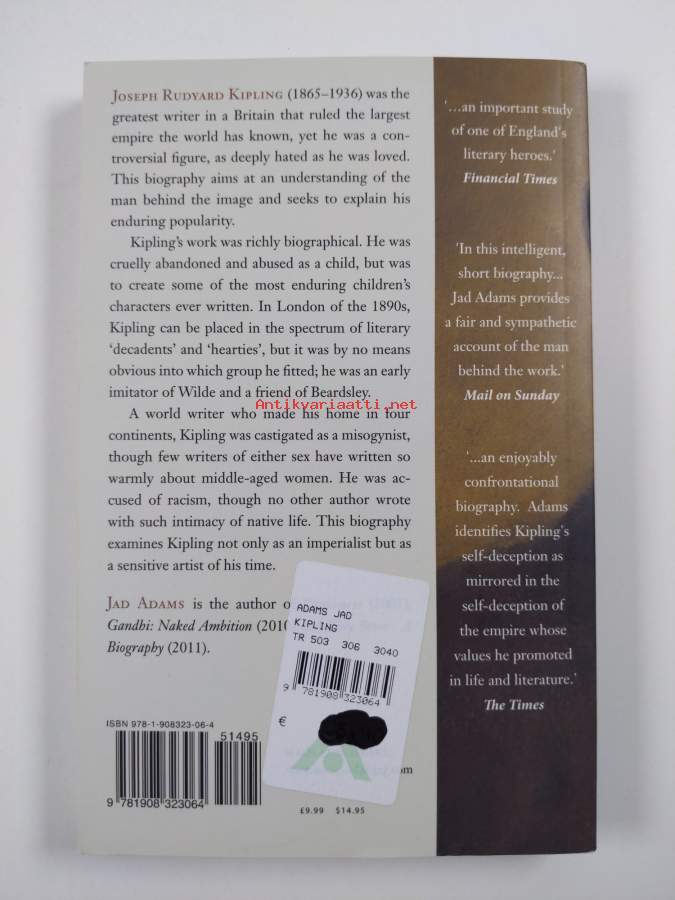 JOSEPH RUDYARD KIPLING (1865–1936) was the
greatest writer in a Britain that ruled the largest
empire the world has known, yet he was a con-
troversial figure, as deeply hated as he was loved.
This biography aims at an understanding of the
man behind the image and seeks to explain his
enduring popularity.
Kipling's work was richly biographical. He was
cruelly abandoned and abused as a child, but was
to create some of the most enduring children's
characters ever written. In London of the 1890s,
Kipling can be placed in the spectrum of literary
'decadents' and 'hearties', but it was by no means
obvious into which group he fitted; he was an early
imitator of Wilde and a friend of Beardsley.
Antikvariaatti.net
A world writer who made his home in four
continents, Kipling was castigated as a misogynist,
though few writers of either sex have written so
warmly about middle-aged women. He was ac-
cused of racism, though no other author wrote
with such intimacy of native life. This biography
examines Kipling not only as an imperialist but as
a sensitive artist of his time.
JAD ADAMS is the author of
Gandhi: Naked Ambition (2010
Biography (2011).
ISBN 978-1-908323-06-4
51495
9 781908 323064
£9.99 $14.95
om
ADAMS JAD
KIPLING
TR 503 306 3040
9 781908 323064
€
'…an important study
of one of England's
literary heroes.'
Financial Times
'In this intelligent,
short biography...
Jad Adams provides
a fair and sympathetic
account of the man
behind the work.'
Mail on Sunday
'…an enjoyably
confrontational
biography. Adams
identifies Kipling's
self-deception as
mirrored in the
self-deception of
the empire whose
values he promoted
in life and literature.'
The Times